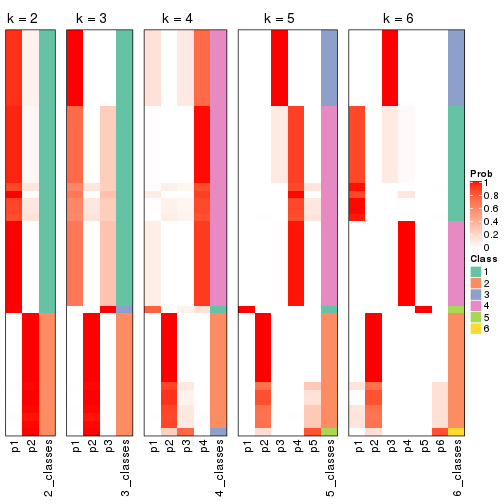 k = 2
k = 3
k = 4
k = 5
k = 6
Prob
1
0.8
0.6
0.4
0.2
0
Class
1
2
3
4
5
6
p1
p2
2_classes
p1
p2
p3
3_classes
p1
p2
p3
p4
4_classes
p1
p2
p3
p4
p5
5_classes
p1
p2
p3
p4
p5
p6
6_classes